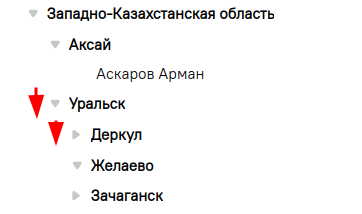 Западно-Казахстанская область
Аксай
Аскаров Арман
Уральск
Деркул
Желаево
Зачаганск